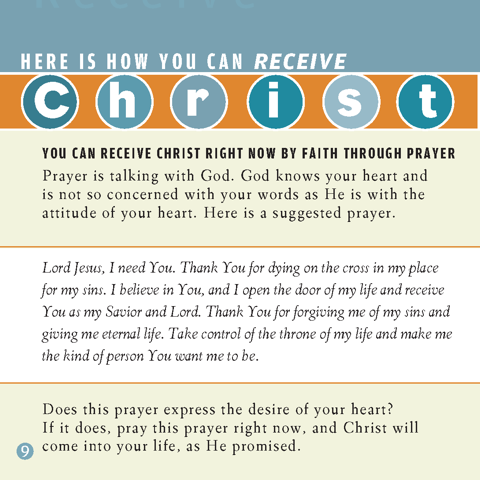 RECEIVE
HERE IS HOW YOU CAN RECEIVE
Christ
YOU CAN RECEIVE CHRIST RIGHT NOW BY FAITH THROUGH PRAYER
Prayer is talking with God. God knows your heart and
is not so concerned with your words as He is with the
attitude of your heart. Here is a suggested prayer.
Lord Jesus, I need You. Thank You for dying on the cross in my place
for my sins. I believe in You, and I open the door of my life and receive
You as my Savior and Lord. Thank You for forgiving me of my sins and
giving me eternal life. Take control of the throne of my life and make me
the kind of person You want me to be.
Does this prayer express the desire of your heart?
If it does, pray this prayer right now, and Christ will
come into your life, as He promised.
9